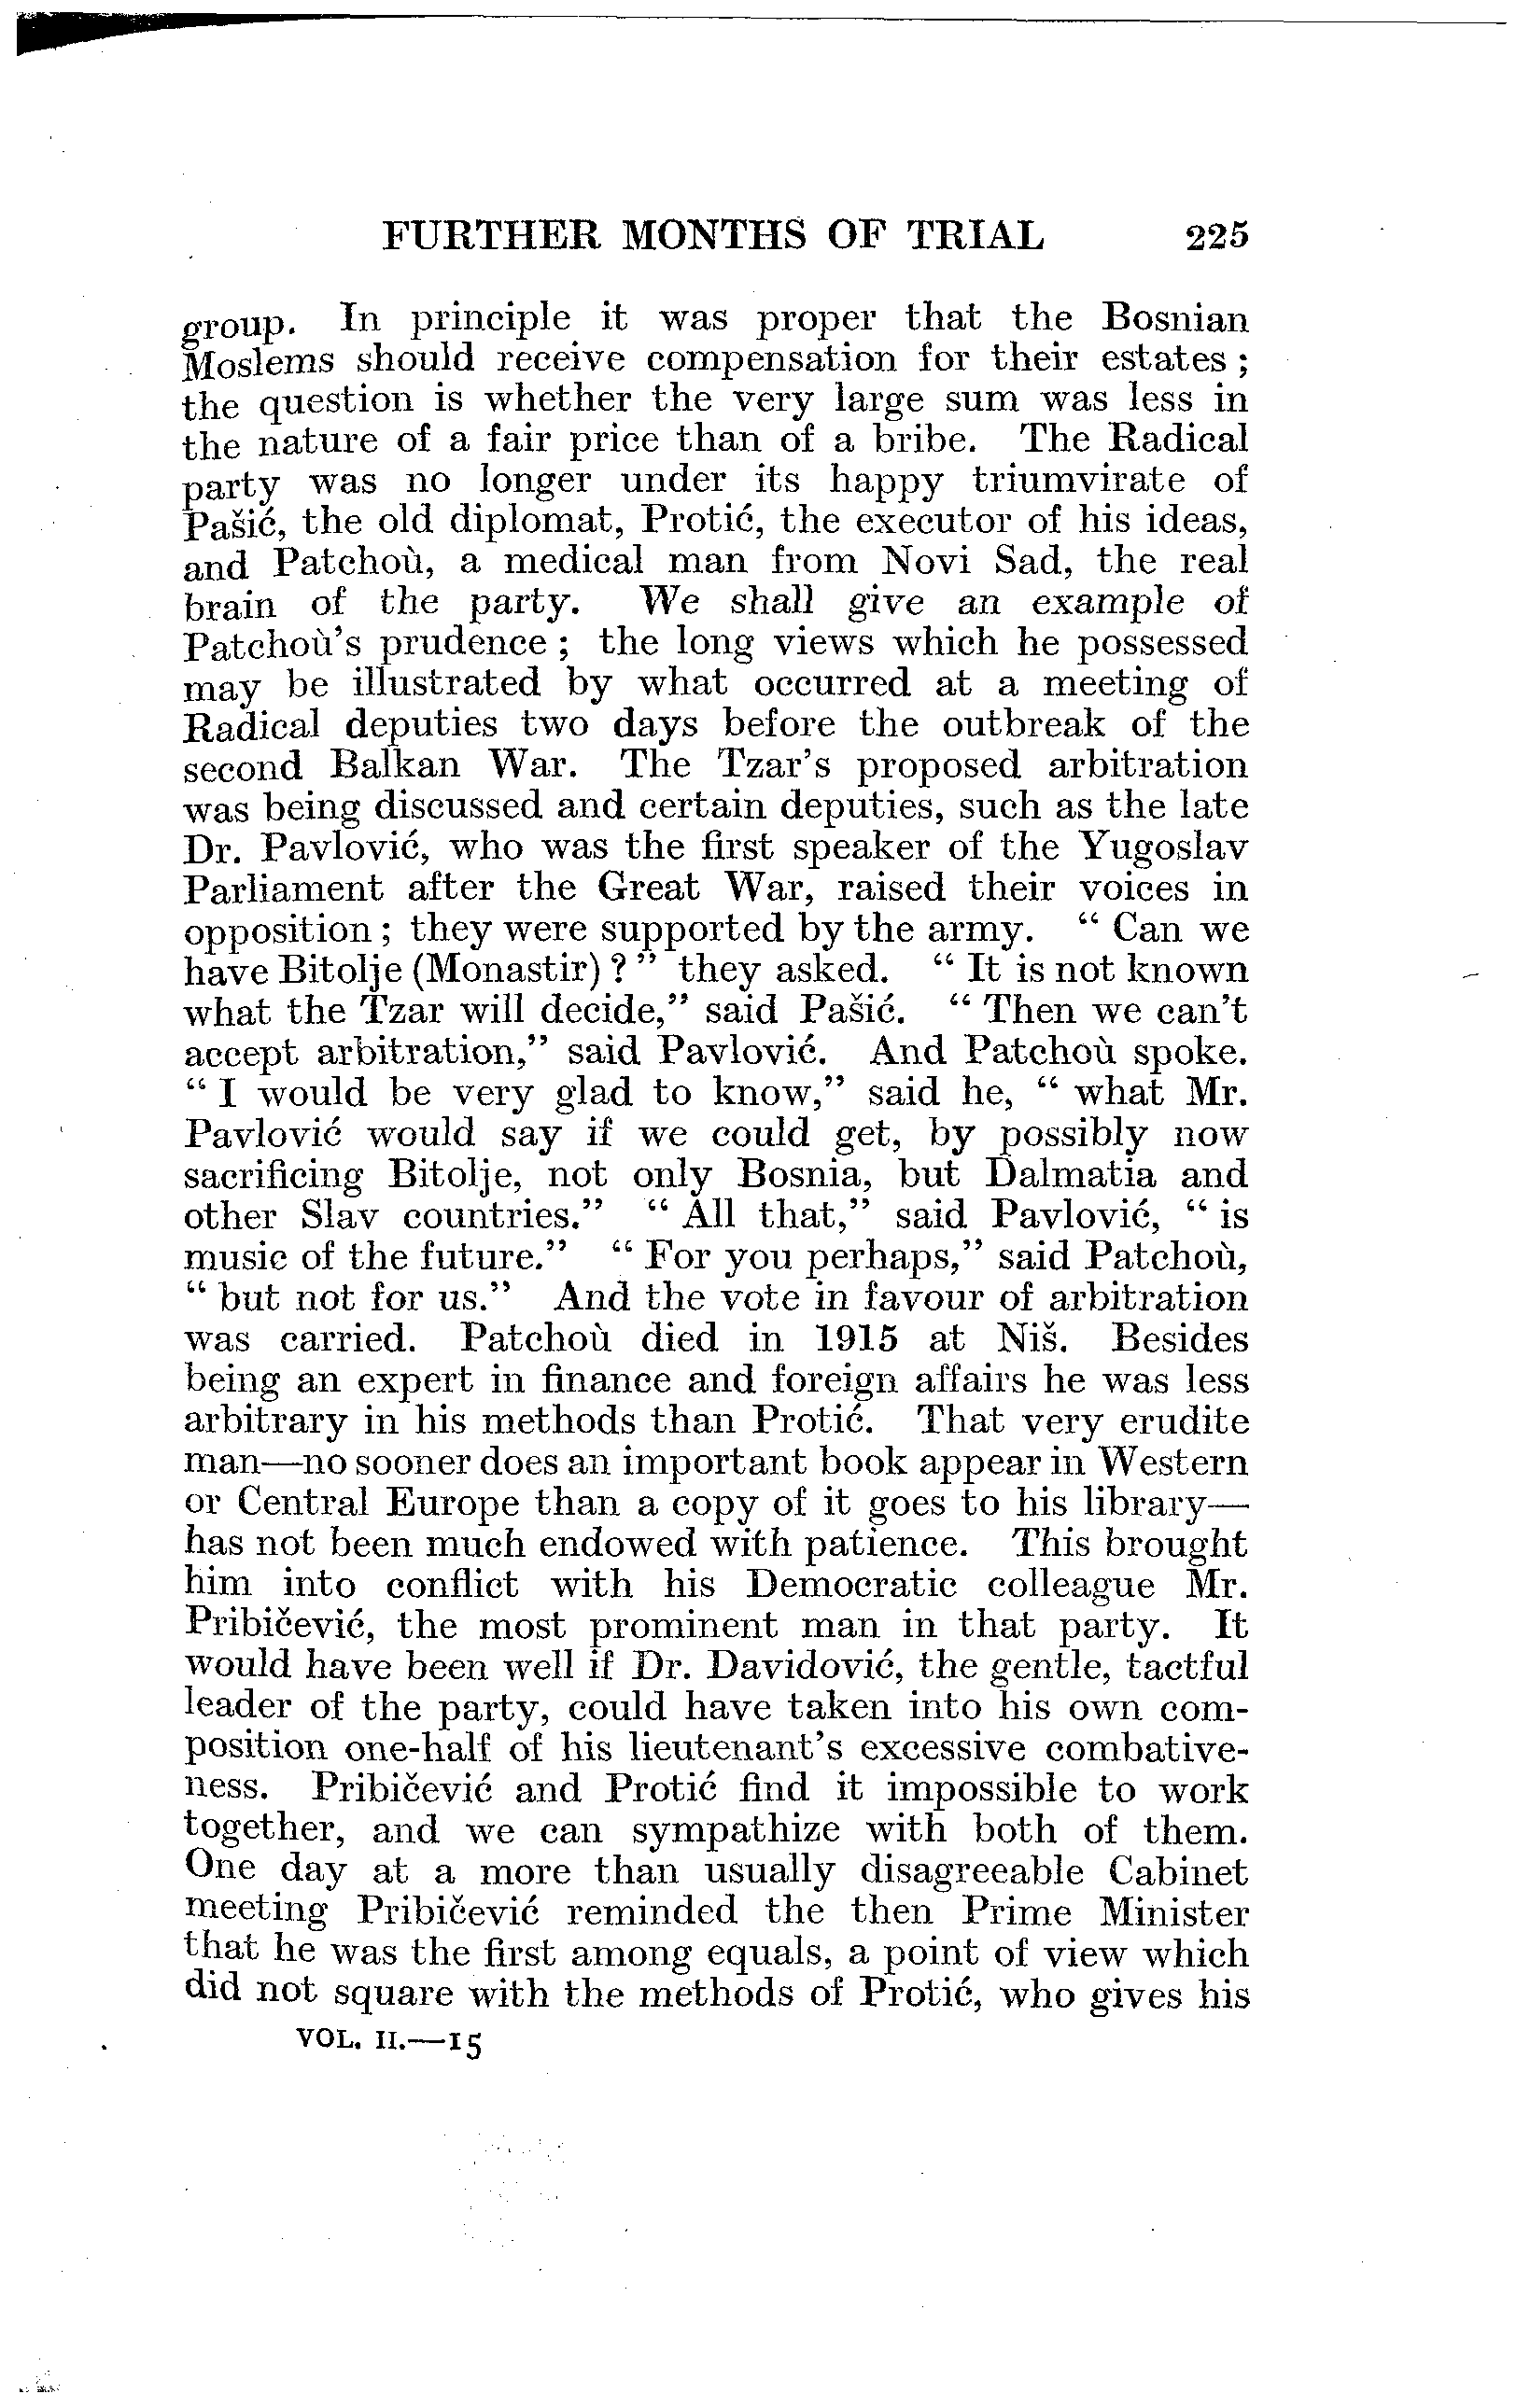 FURTHER MONTHS OF TRIAL 225
group. In principle it was proper that the Bosnian
Moslems should receive compensation for their estates ;
the question is whether the very large sum was less in
the nature of a fair price than of a bribe. The Radical
party was no longer under its happy triumvirate of
Pašić, the old diplomat, Protić, the executor of his ideas,
and Patchoù, a medical man from Novi Sad, the real
brain of the party. We shall give an example of
Patchoù's prudence ; the long views which he possessed
may be illustrated by what occurred at a meeting of
Radical deputies two days before the outbreak of the
second Balkan War. The Tzar's proposed arbitration
was being discussed and certain deputies, such as the late
Dr. Pavlović, who was the first speaker of the Yugoslav
Parliament after the Great War, raised their voices in
opposition ; they were supported by the army. “ Can we
have Bitolje (Monastir) ? ” they asked. “ It is not known
what the Tzar will decide,” said Pašić. “ Then we can't
accept arbitration,” said Pavlović. And Patchoù spoke.
“ I would be very glad to know,” said he, “ what Mr.
Pavlović would say if we could get, by possibly now
sacrificing Bitolje, not only Bosnia, but Dalmatia and
other Slav countries.” “ All that,” said Pavlović, “ is
music of the future.” “ For you perhaps,” said Patchoù,
“ but not for us.” And the vote in favour of arbitration
was carried. Patchoù died in 1915 at Niš. Besides
being an expert in finance and foreign affairs he was less
arbitrary in his methods than Protić. That very erudite
man—no sooner does an important book appear in Western
or Central Europe than a copy of it goes to his library—
has not been much endowed with patience. This brought
him into conflict with his Democratic colleague Mr.
Pribičević, the most prominent man in that party. It
would have been well if Dr. Davidović, the gentle, tactful
leader of the party, could have taken into his own com-
position one-half of his lieutenant's excessive combative-
ness. Pribičević and Protić find it impossible to work
together, and we can sympathize with both of them.
One day at a more than usually disagreeable Cabinet
meeting Pribičević reminded the then Prime Minister
that he was the first among equals, a point of view which
did not square with the methods of Protić, who gives his
VOL. II.—15